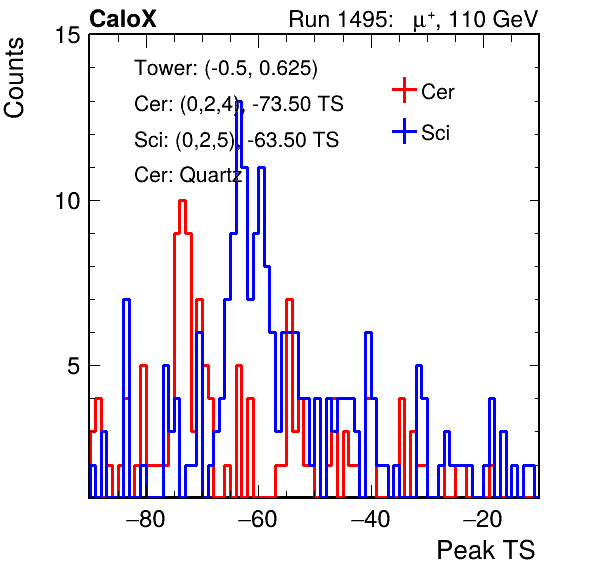 CaloX Run 1495: μ⁺, 110 GeV
Counts
15
10
5
Tower: (-0.5, 0.625)
Cer: (0,2,4), -73.50 TS
Sci: (0,2,5), -63.50 TS
Cer: Quartz
Cer
Sci
−80 −60 −40 −20
Peak TS